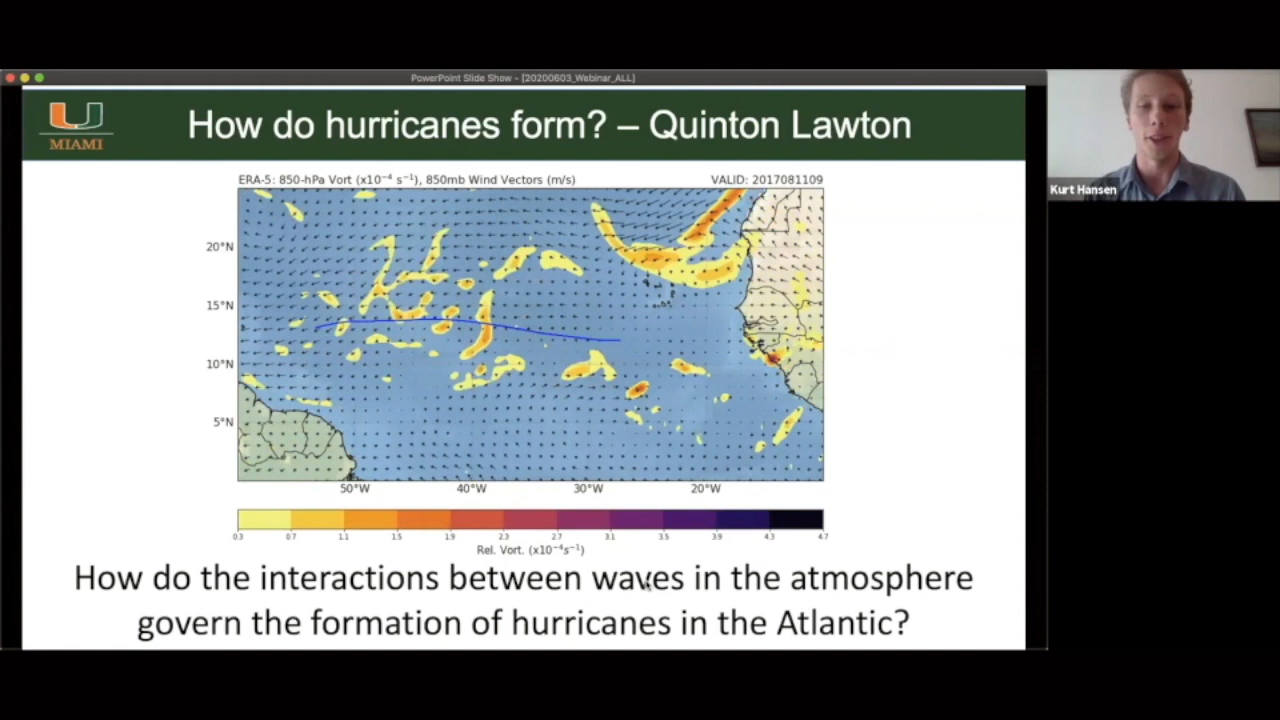 PowerPoint Slide Show - [20200603_Webinar_ALL]
U
MIAMI
How do hurricanes form? – Quinton Lawton
Kurt Hansen
ERA-5: 850-hPa Vort (x10⁻⁴ s⁻¹), 850mb Wind Vectors (m/s) VALID: 2017081109
20°N
15°N
10°N
5°N
50°W 40°W 30°W 20°W
0.3 0.7 1.1 1.5 1.9 2.3 2.7 3.1 3.5 3.9 4.3 4.7
Rel. Vort. (x10⁻⁴s⁻¹)
How do the interactions between waves in the atmosphere
govern the formation of hurricanes in the Atlantic?